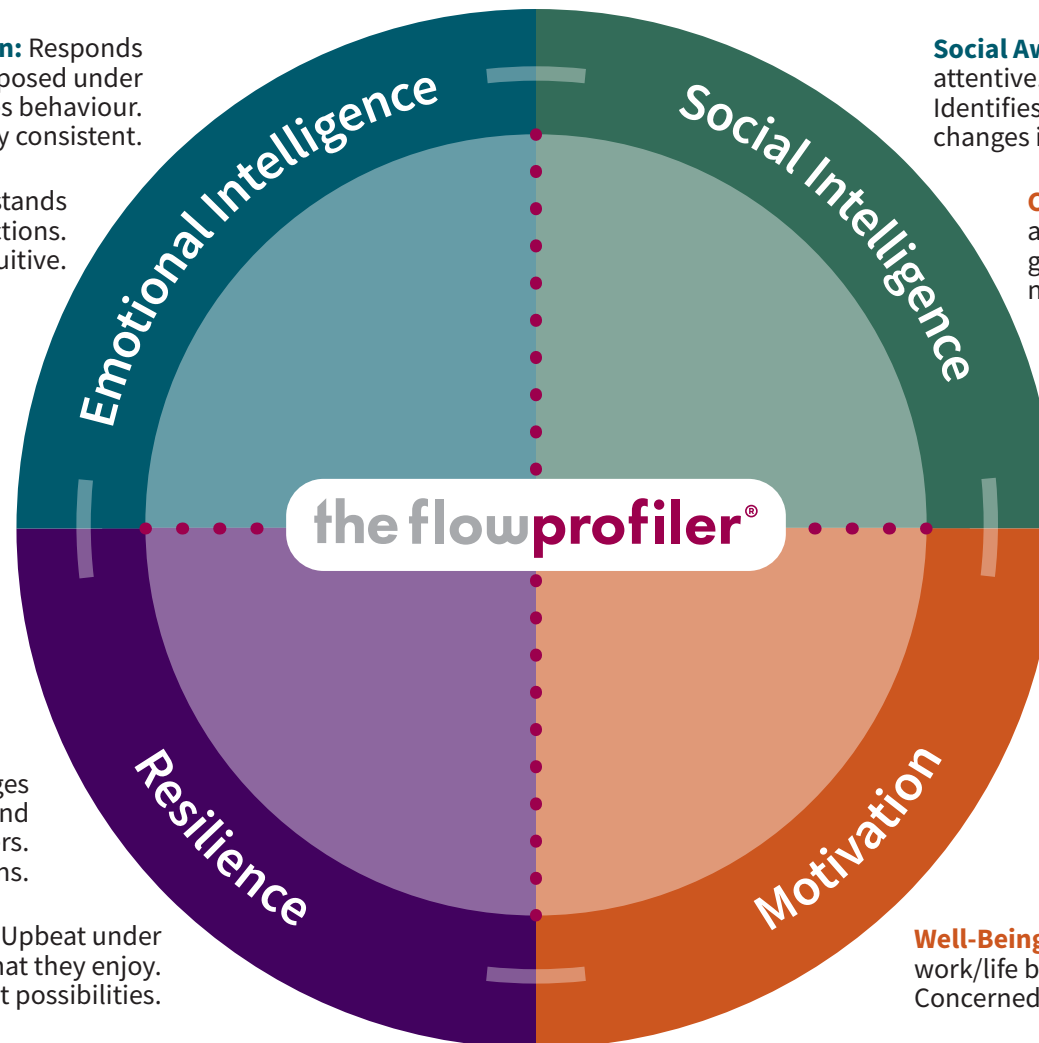 n: Responds
posed under
s behaviour.
y consistent.
stands
ctions.
uitive.
Emotional Intelligence
Social Intelligence
Social Aw
attentive
Identifies
changes i
a
g
n
the flowprofiler®
ges
nd
rs.
ns.
Upbeat under
hat they enjoy.
t possibilities.
Resilience
Motivation
Well-Being
work/life b
Concerned